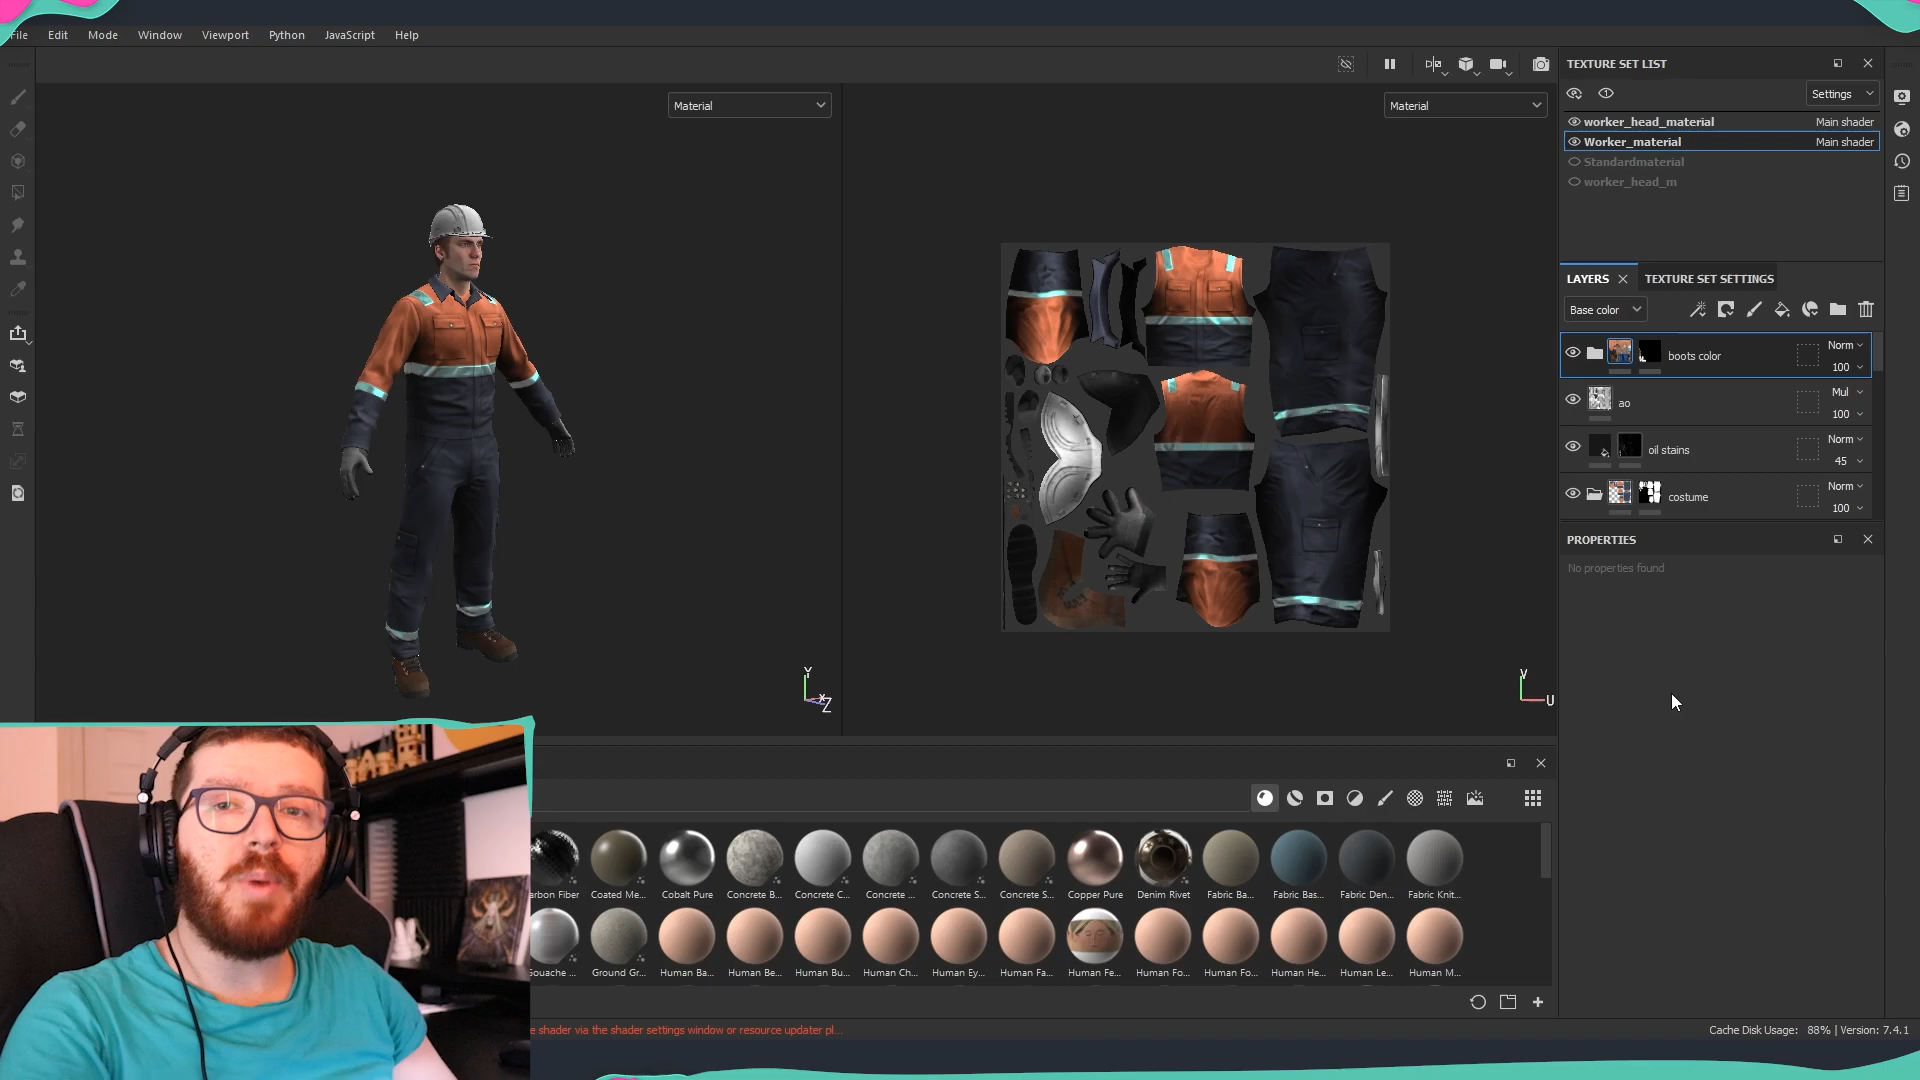 File Edit Mode Window Viewport Python JavaScript Help
TEXTURE SET LIST
Material
Material
Settings
worker_head_material Main shader
Worker_material Main shader
Standardmaterial
worker_head_m
LAYERS TEXTURE SET SETTINGS
Base color
boots color Norm 100
ao Mul 100
oil stains Norm 45
costume Norm 100
PROPERTIES
No properties found
Y
X
Z
V
U
arbon Fiber Coated Me... Cobalt Pure Concrete B... Concrete C... Concrete ... Concrete S... Concrete S... Copper Pure Denim Rivet Fabric Ba... Fabric Bas... Fabric Den... Fabric Knit...
Gouache ... Ground Gr... Human Ba... Human Be... Human Bu... Human Ch... Human Ey... Human Fa... Human Fe... Human Fo... Human Fo... Human He... Human Le... Human M...
e shader via the shader settings window or resource updater pl...
Cache Disk Usage: 88% | Version: 7.4.1